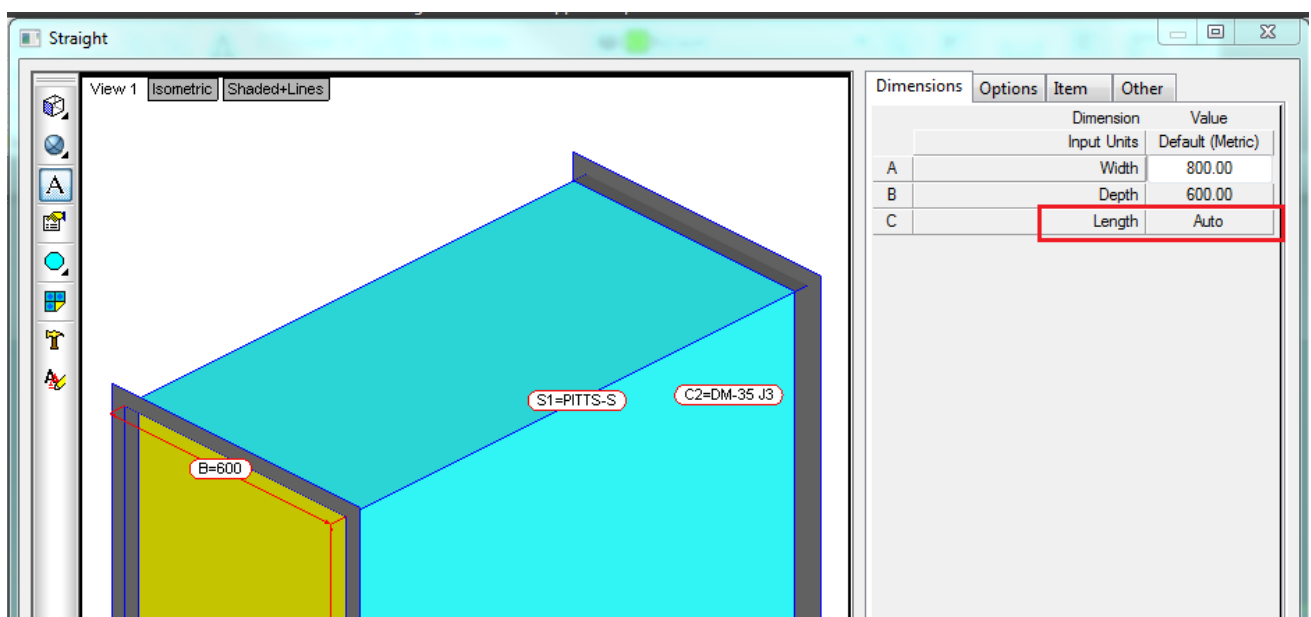 Straight
View 1 Isometric Shaded+Lines
Dimensions Options Item Other
Dimension Value
Input Units Default (Metric)
A Width 800.00
B Depth 600.00
C Length Auto
A
S1=PITTS-S
C2=DM-35 J3
B=600